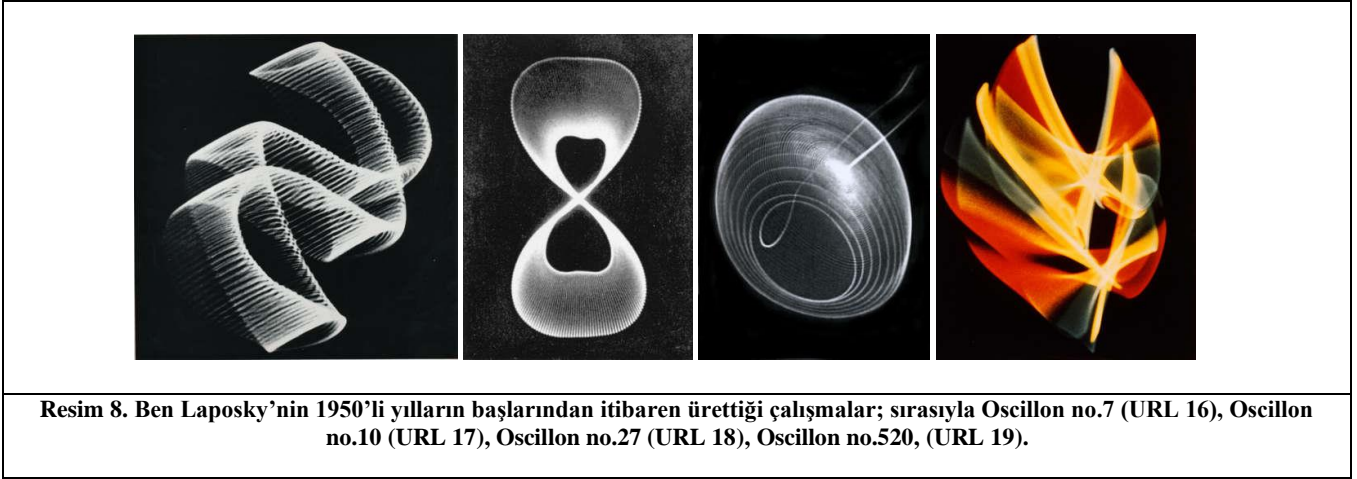 Resim 8. Ben Laposky’nin 1950’li yılların başlarından itibaren ürettiği çalışmalar; sırasıyla Oscillon no.7 (URL 16), Oscillon
no.10 (URL 17), Oscillon no.27 (URL 18), Oscillon no.520, (URL 19).